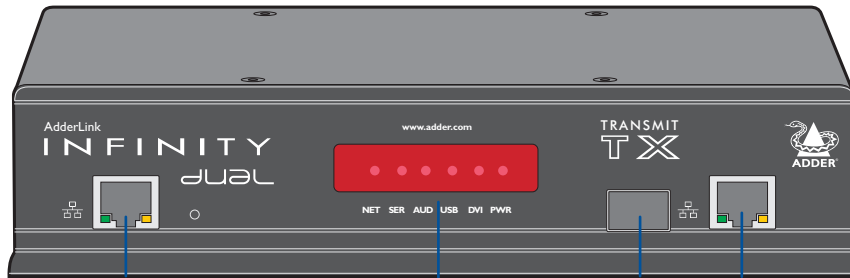 AdderLink
INFINITY
dual
www.adder.com
NET SER AUD USB DVI PWR
TRANSMIT
TX
ADDER®